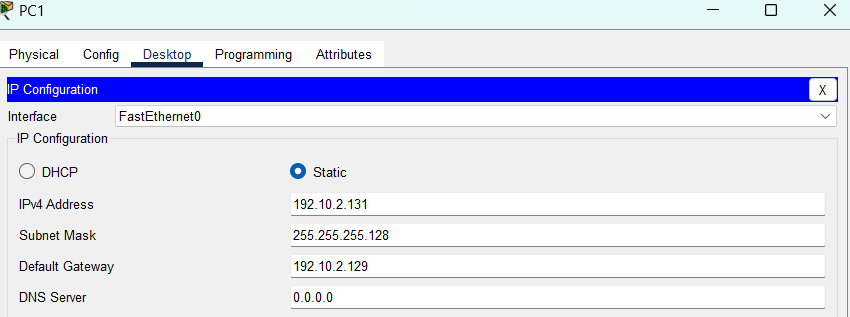 PC1
Physical Config Desktop Programming Attributes
IP Configuration X
Interface FastEthernet0
IP Configuration
DHCP Static
IPv4 Address 192.10.2.131
Subnet Mask 255.255.255.128
Default Gateway 192.10.2.129
DNS Server 0.0.0.0